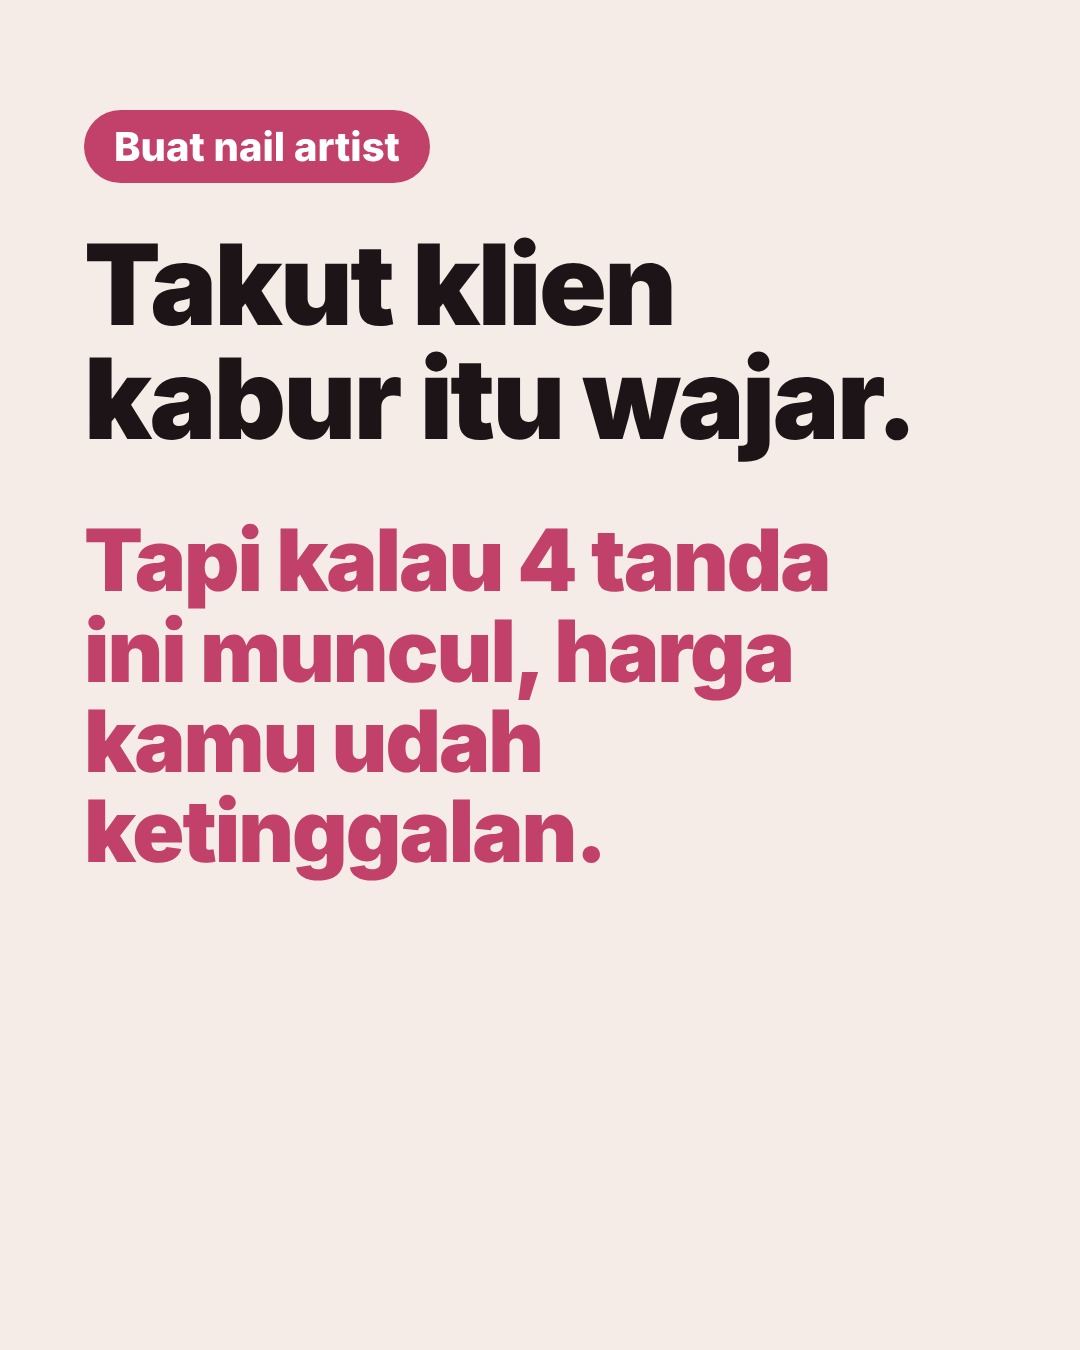 Buat nail artist
Takut klien
kabur itu wajar.
Tapi kalau 4 tanda
ini muncul, harga
kamu udah
ketinggalan.